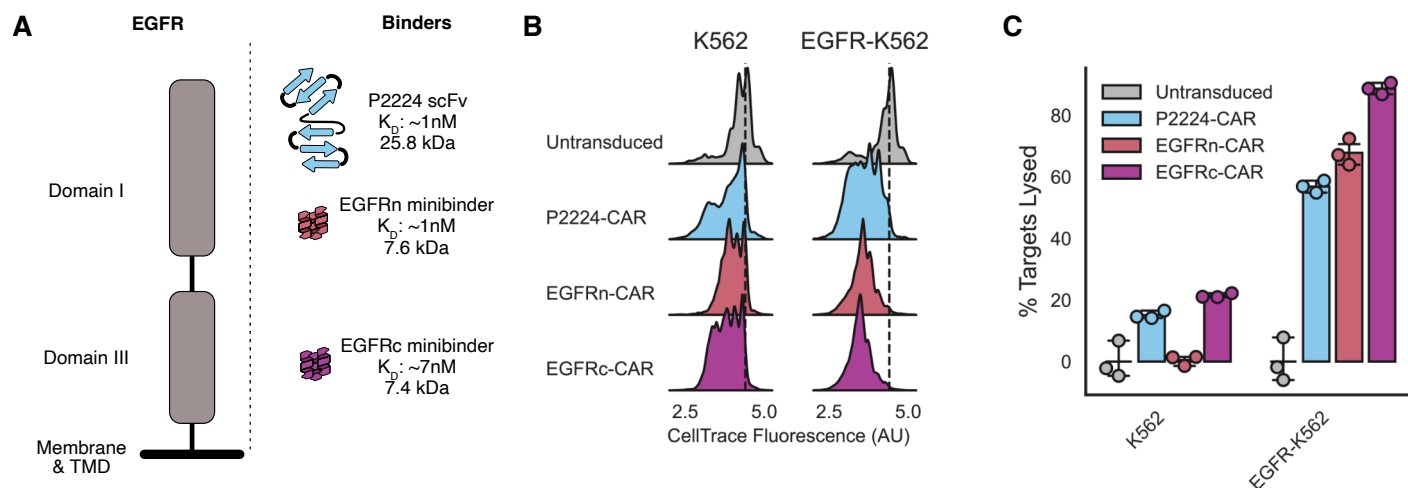 A
EGFR
Binders
Domain I
Domain III
Membrane
& TMD
P2224 scFv
K_D: ~1nM
25.8 kDa
EGFRn minibinder
K_D: ~1nM
7.6 kDa
EGFRc minibinder
K_D: ~7nM
7.4 kDa
B
K562
EGFR-K562
Untransduced
P2224-CAR
EGFRn-CAR
EGFRc-CAR
2.5
5.0
2.5
5.0
CellTrace Fluorescence (AU)
C
% Targets Lysed
80
60
40
20
0
Untransduced
P2224-CAR
EGFRn-CAR
EGFRc-CAR
K562
EGFR-K562